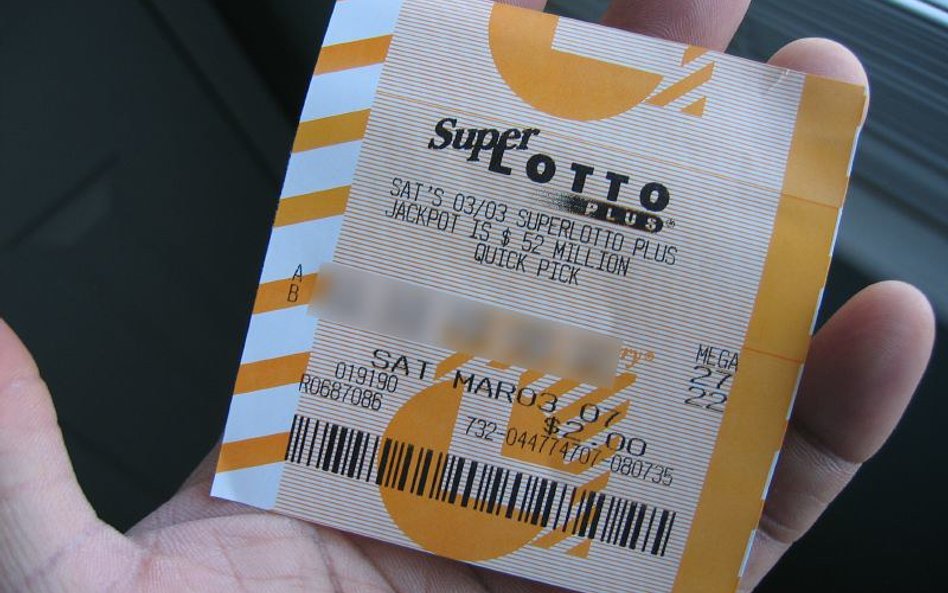 Super
LOTTO
PLUS®
SAT'S 03/03 SUPERLOTTO PLUS
JACKPOT IS $ 52 MILLION
QUICK PICK
A
B
MEGA
27
22
SAT MAR03 07
$2.00
019190
R0687086
732-044774707-080735